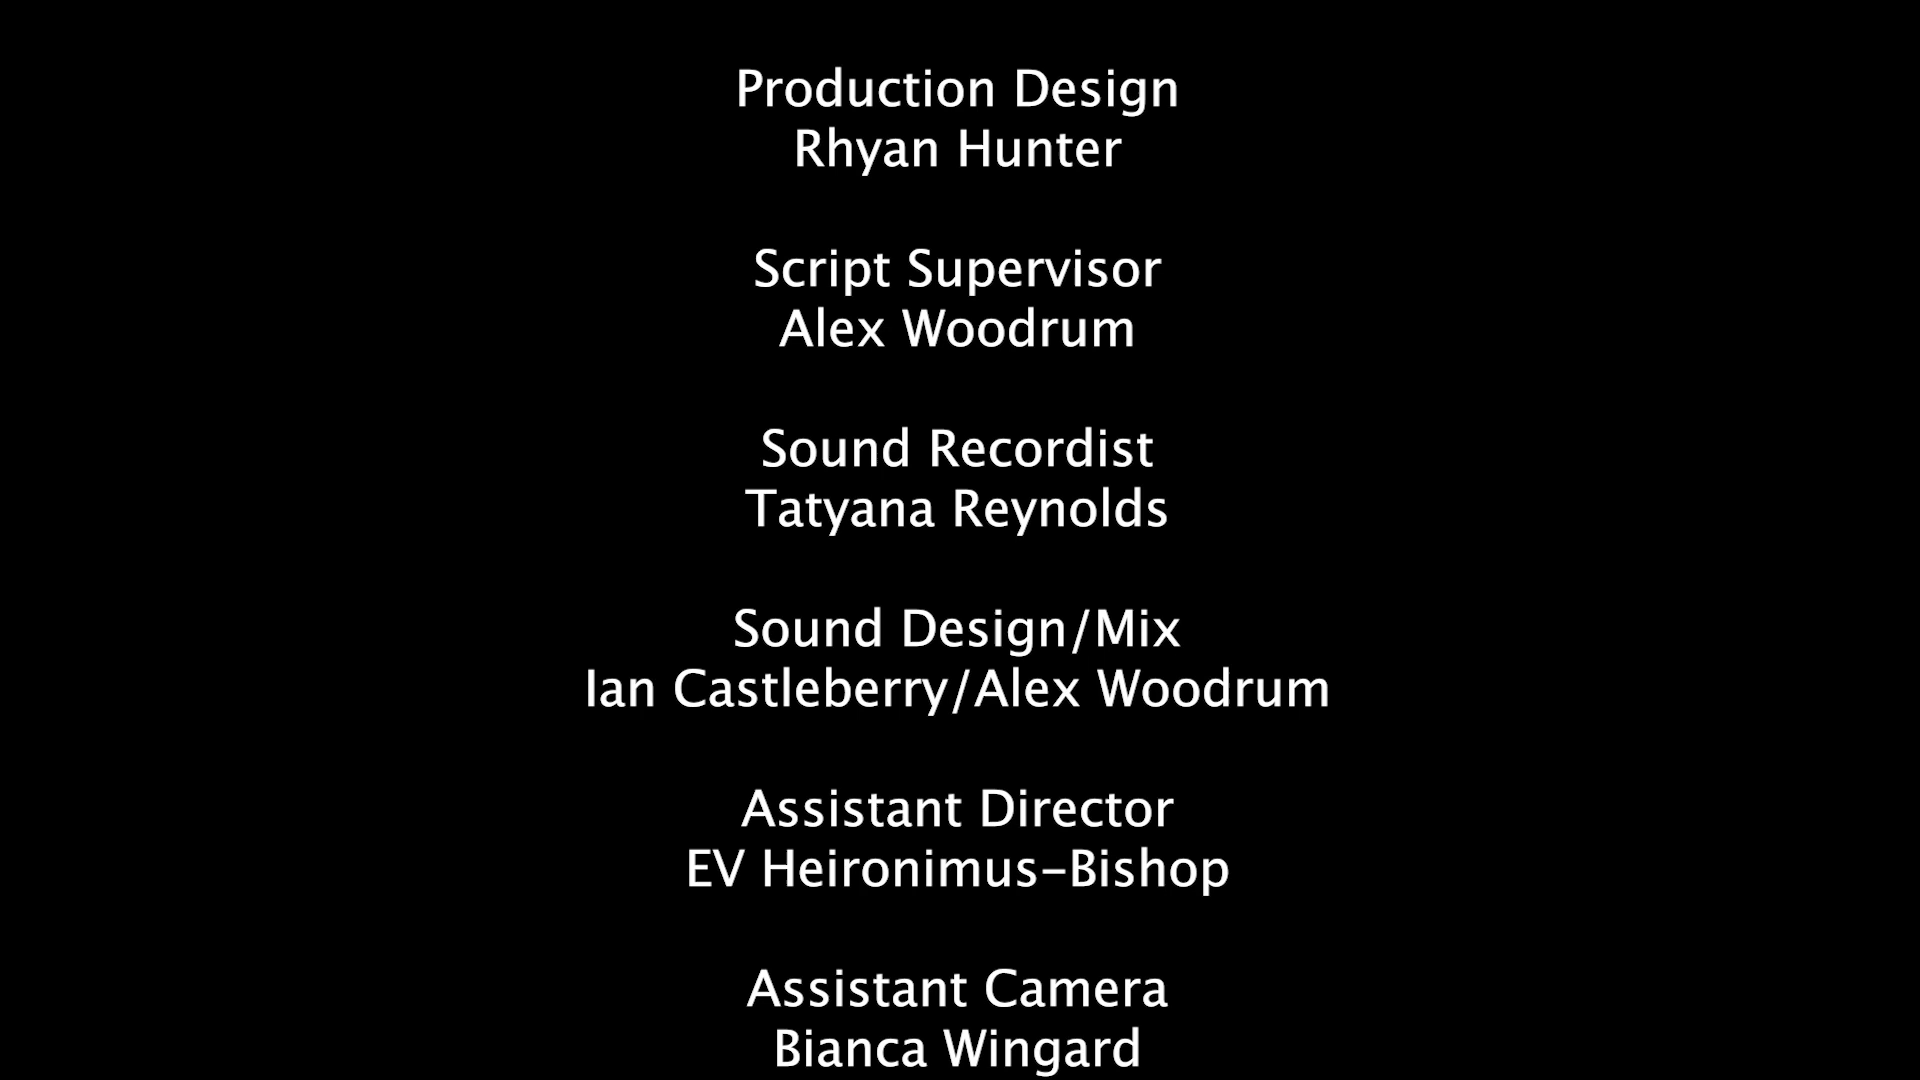 Production Design
Rhyan Hunter
Script Supervisor
Alex Woodrum
Sound Recordist
Tatyana Reynolds
Sound Design/Mix
Ian Castleberry/Alex Woodrum
Assistant Director
EV Heironimus-Bishop
Assistant Camera
Bianca Wingard